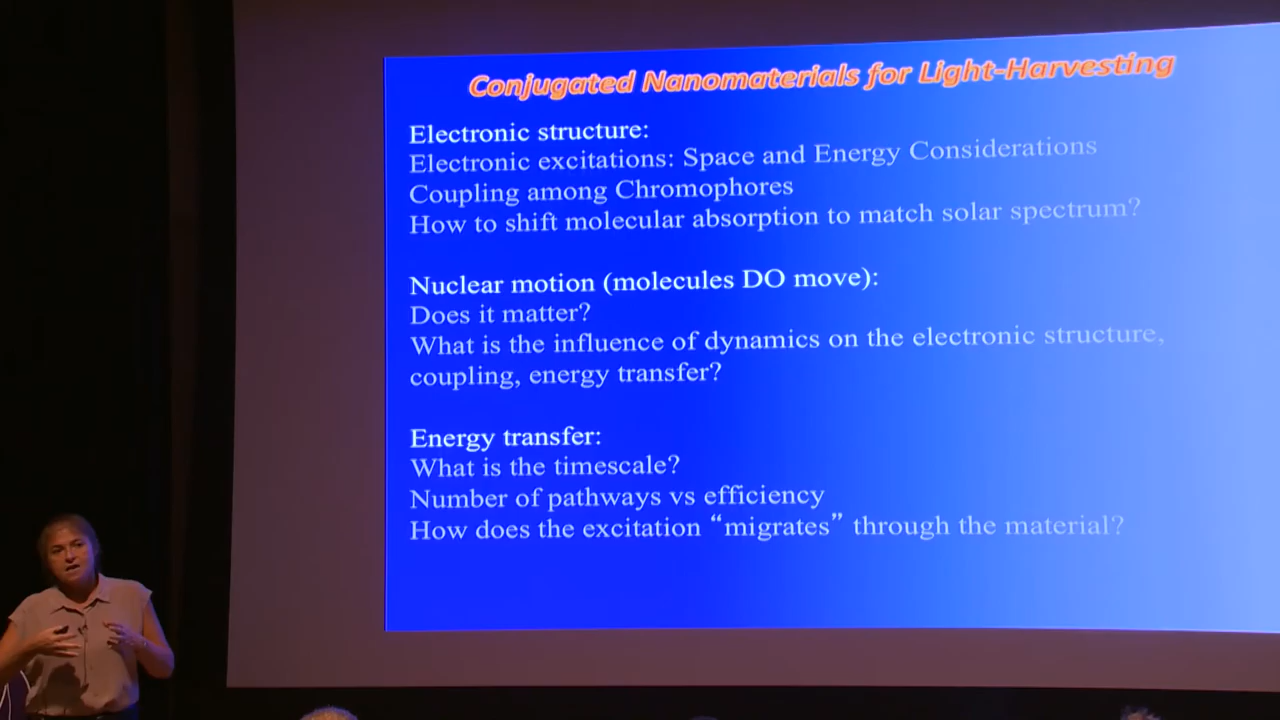 Conjugated Nanomaterials for Light-Harvesting
Electronic structure:
Electronic excitations: Space and Energy Considerations
Coupling among Chromophores
How to shift molecular absorption to match solar spectrum?
Nuclear motion (molecules DO move):
Does it matter?
What is the influence of dynamics on the electronic structure,
coupling, energy transfer?
Energy transfer:
What is the timescale?
Number of pathways vs efficiency
How does the excitation “migrates” through the material?